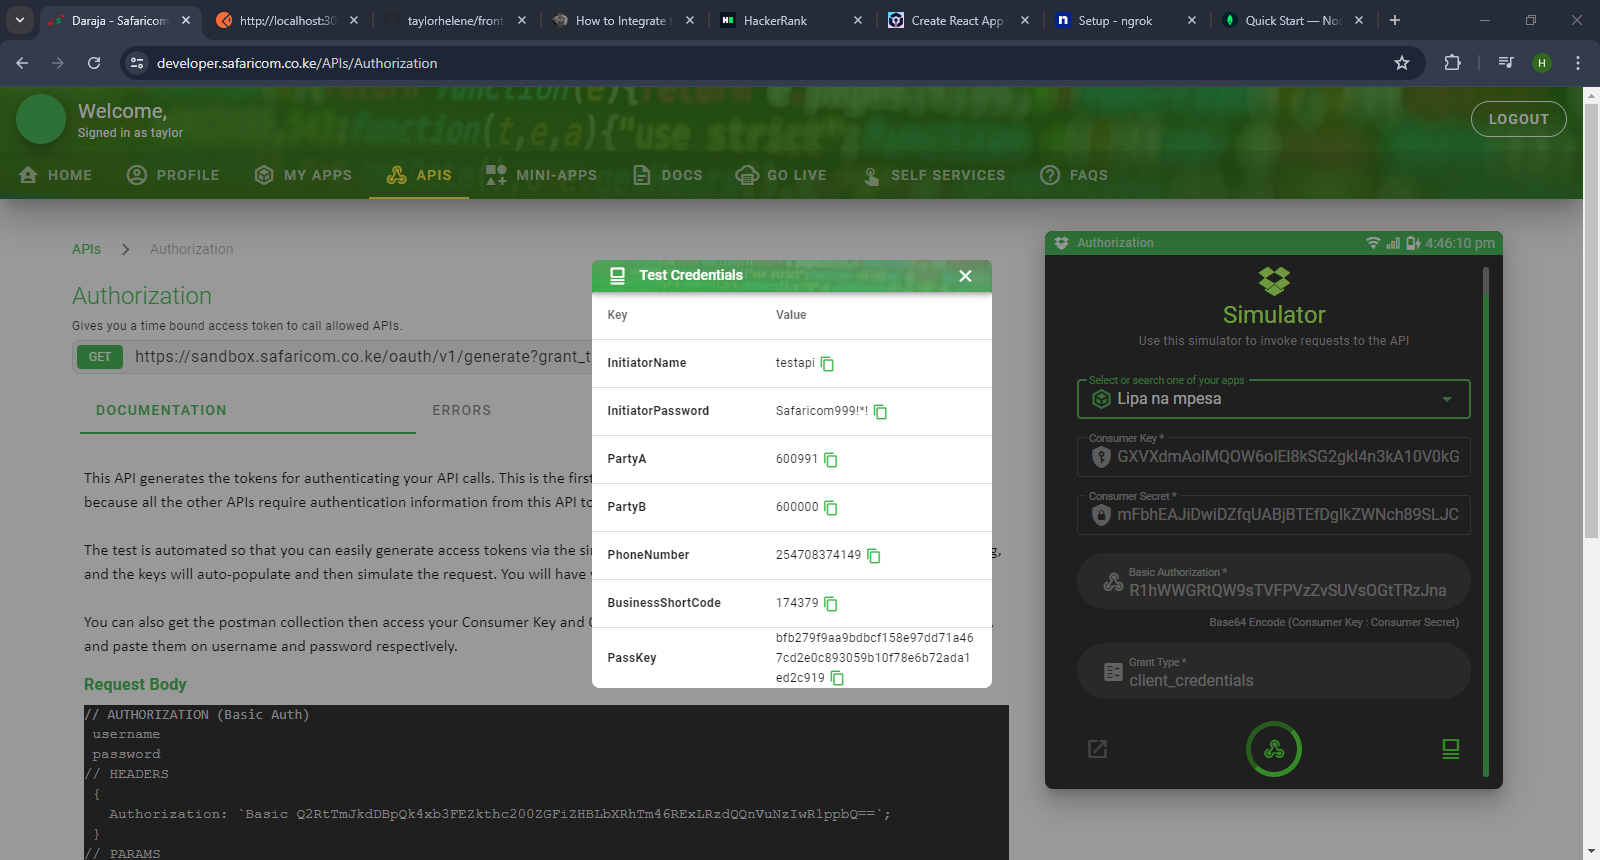 Daraja - Safaricom
http://localhost:30
taylorhelene/front
How to Integrate t
HackerRank
Create React App
Setup - ngrok
Quick Start — Nod
developer.safaricom.co.ke/APIs/Authorization
H
Welcome,
Signed in as taylor
LOGOUT
HOME
PROFILE
MY APPS
APIS
MINI-APPS
DOCS
GO LIVE
SELF SERVICES
FAQS
APIs
Authorization
Authorization
Gives you a time bound access token to call allowed APIs.
GET https://sandbox.safaricom.co.ke/oauth/v1/generate?grant_t
DOCUMENTATION
ERRORS
This API generates the tokens for authenticating your API calls. This is the first
because all the other APIs require authentication information from this API to
The test is automated so that you can easily generate access tokens via the sim
and the keys will auto-populate and then simulate the request. You will have
You can also get the postman collection then access your Consumer Key and C
and paste them on username and password respectively.
Request Body
// AUTHORIZATION (Basic Auth)
username
password
// HEADERS
{
Authorization: `Basic Q2RtTmJkdDBpQk4xb3FEZkthc200ZGFiZHBLbXRhTm46RExLRzdQQnVuNzIwR1ppbQ==`;
}
// PARAMS
Test Credentials
Key Value
InitiatorName testapi
InitiatorPassword Safaricom999!*!
PartyA 600991
PartyB 600000
PhoneNumber 254708374149
BusinessShortCode 174379
PassKey bfb279f9aa9bdbcf158e97dd71a46
7cd2e0c893059b10f78e6b72ada1
ed2c919
Authorization 4:46:10 pm
Simulator
Use this simulator to invoke requests to the API
Select or search one of your apps
Lipa na mpesa
Consumer Key *
GXVXdmAolMQOW6oIEl8kSG2gkl4n3kA10V0kG
Consumer Secret *
mFbhEAJiDwiDZfqUABjBTEfDgIkZWNch89SLJC
Basic Authorization *
R1hWWGRtQW9sTVFPVzZvSUVsOGtTRzJna
Base64 Encode (Consumer Key : Consumer Secret)
Grant Type *
client_credentials